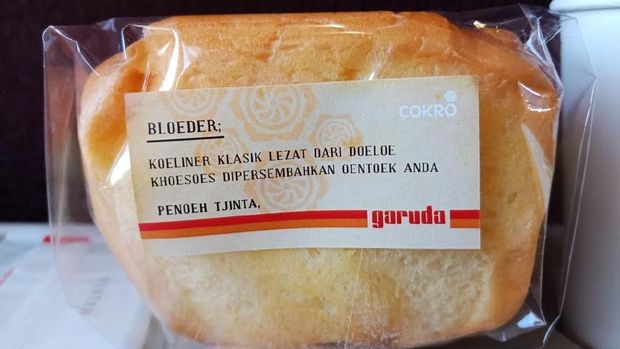 COKRO
BLOEDER;
KOELINER KLASIK LEZAT DARI DOELOE
KHOESOES DIPERSEMBAHKAN OENTOEK ANDA
PENOEH TJINTA,
garuda